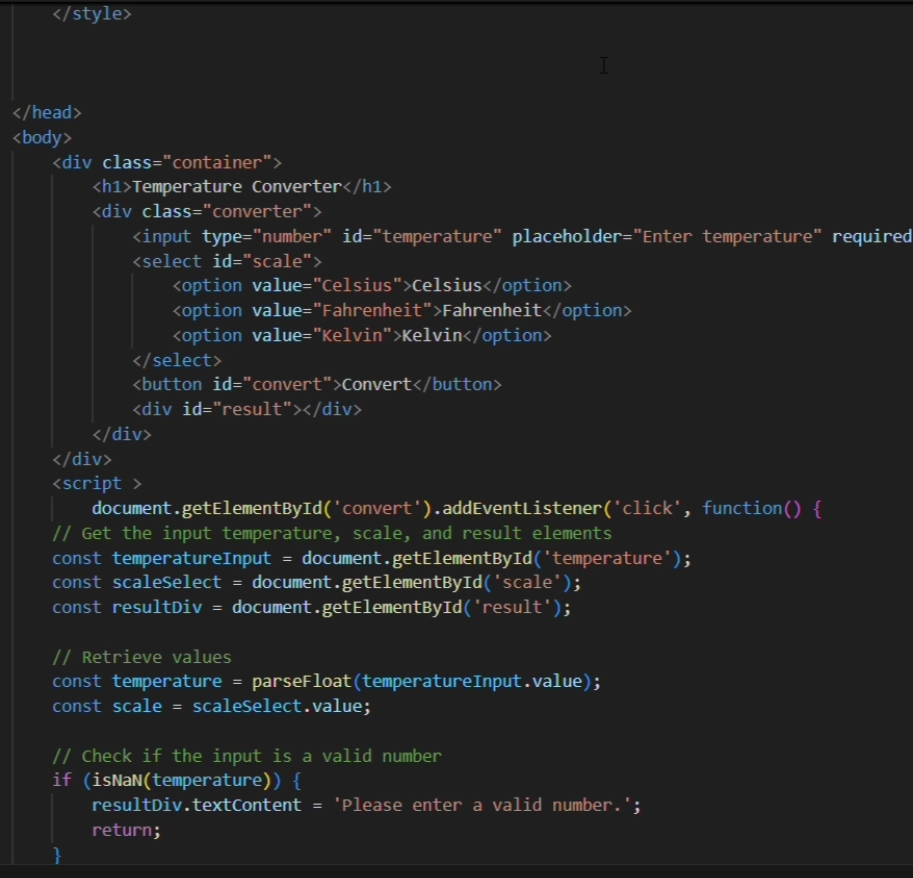 </style>
</head>
<body>
<div class="container">
<h1>Temperature Converter</h1>
<div class="converter">
<input type="number" id="temperature" placeholder="Enter temperature" required
<select id="scale">
<option value="Celsius">Celsius</option>
<option value="Fahrenheit">Fahrenheit</option>
<option value="Kelvin">Kelvin</option>
</select>
<button id="convert">Convert</button>
<div id="result"></div>
</div>
</div>
<script >
document.getElementById('convert').addEventListener('click', function() {
// Get the input temperature, scale, and result elements
const temperatureInput = document.getElementById('temperature');
const scaleSelect = document.getElementById('scale');
const resultDiv = document.getElementById('result');
// Retrieve values
const temperature = parseFloat(temperatureInput.value);
const scale = scaleSelect.value;
// Check if the input is a valid number
if (isNaN(temperature)) {
resultDiv.textContent = 'Please enter a valid number.';
return;
}